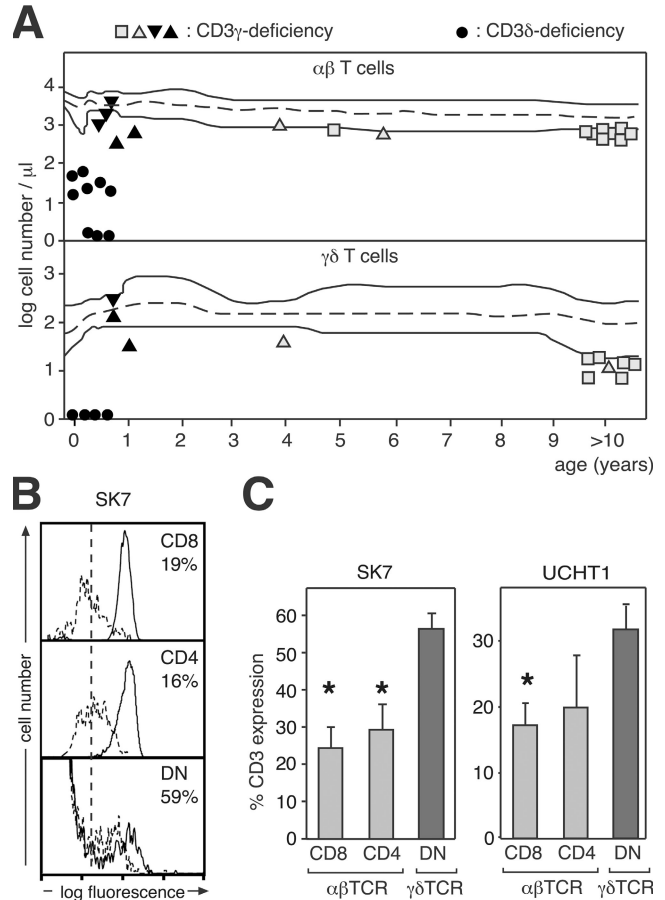 A
: CD3γ-deficiency
: CD3δ-deficiency
αβ T cells
4
3
2
1
0
γδ T cells
3
2
1
0
log cell number / μl
0 1 2 3 4 5 6 7 8 9 >10
age (years)
B
SK7
CD8
19%
CD4
16%
DN
59%
cell number
– log fluorescence
C
SK7
60
50
40
30
20
10
0
% CD3 expression
*
*
CD8 CD4 DN
αβTCR γδTCR
UCHT1
30
20
10
0
*
CD8 CD4 DN
αβTCR γδTCR